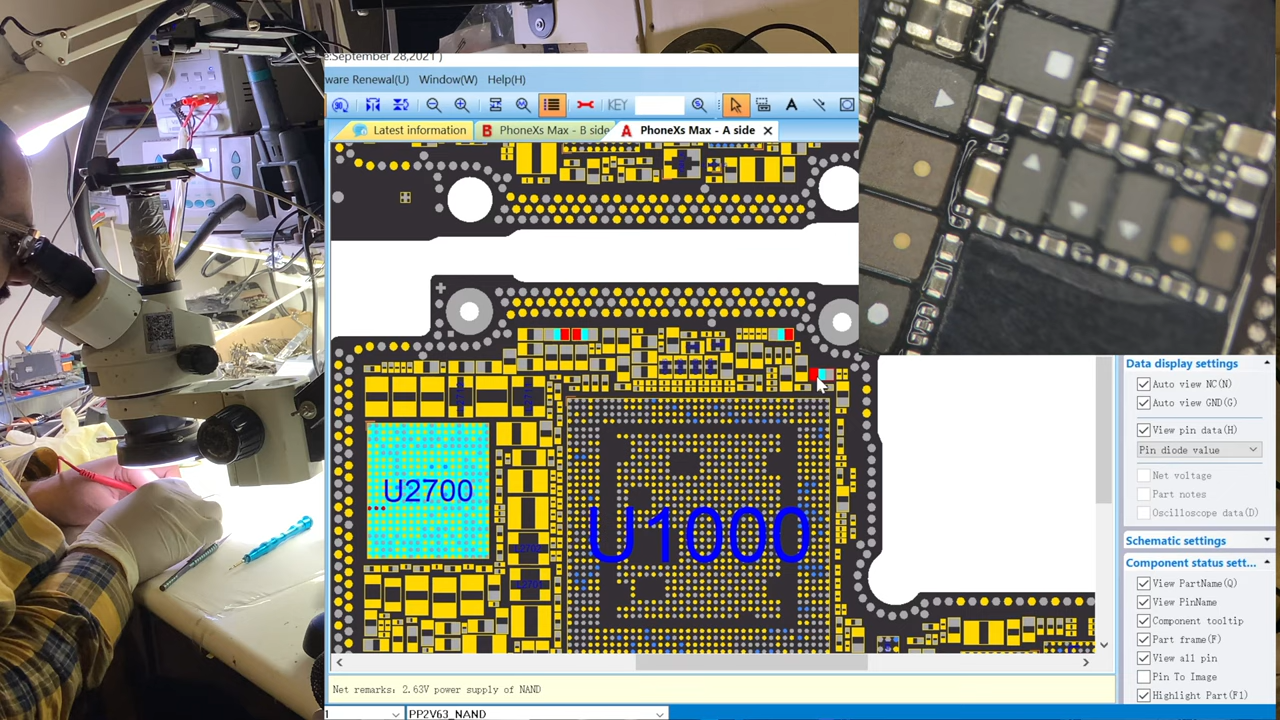 e:September 28,2021 )
ware Renewal(U) Window(W) Help(H)
KEY
A
Latest information
B PhoneXs Max - B side
A PhoneXs Max - A side
U2700
U1000
Data display settings
Auto view NC(N)
Auto view GND(G)
View pin data(H)
Pin diode value
Net voltage
Part notes
Oscilloscope data(D)
Schematic settings
Component status sett...
View PartName(Q)
View PinName
Component tooltip
Part frame(F)
View all pin
Pin To Image
Highlight Part(F1)
Net remarks: 2.63V power supply of NAND
1
PP2V63_NAND